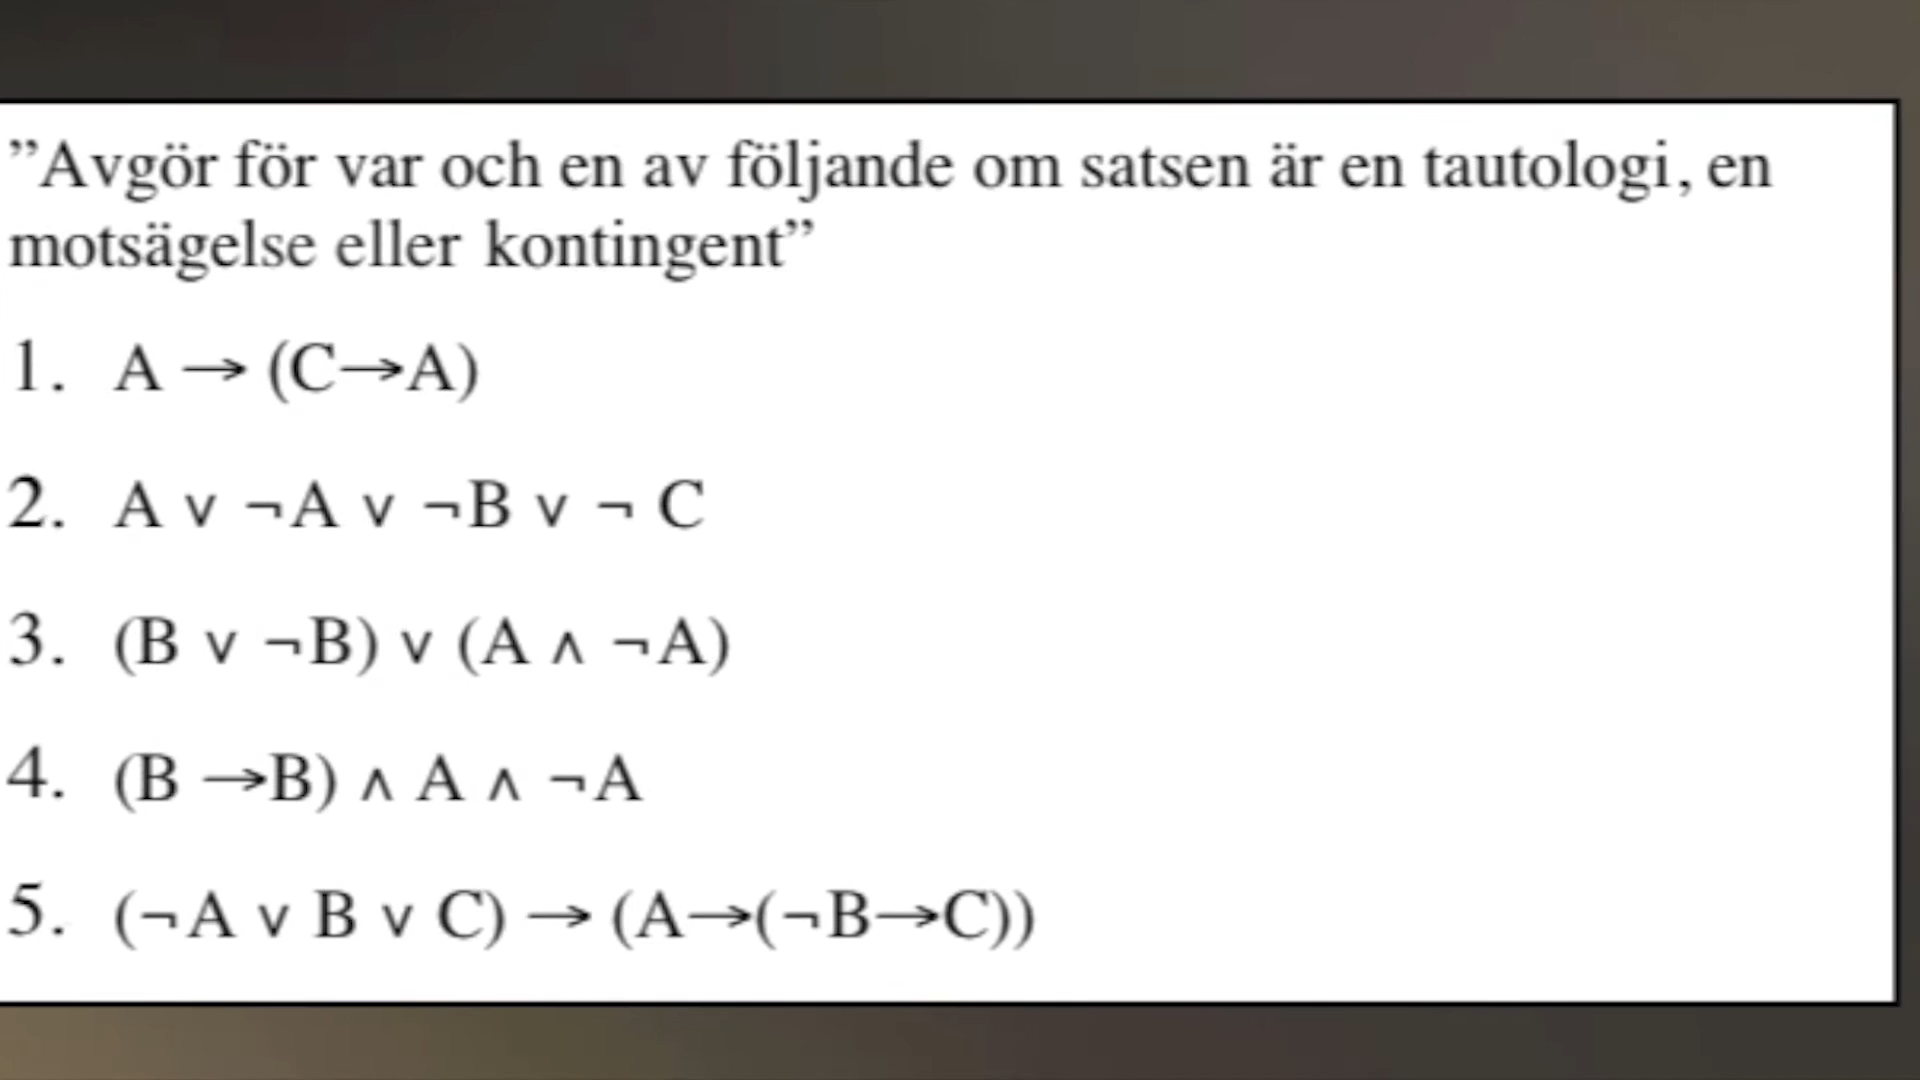 ”Avgör för var och en av följande om satsen är en tautologi, en
motsägelse eller kontingent”
1. A → (C→A)
2. A ∨ ¬A ∨ ¬B ∨ ¬ C
3. (B ∨ ¬B) ∨ (A ∧ ¬A)
4. (B →B) ∧ A ∧ ¬A
5. (¬A ∨ B ∨ C) → (A→(¬B→C))